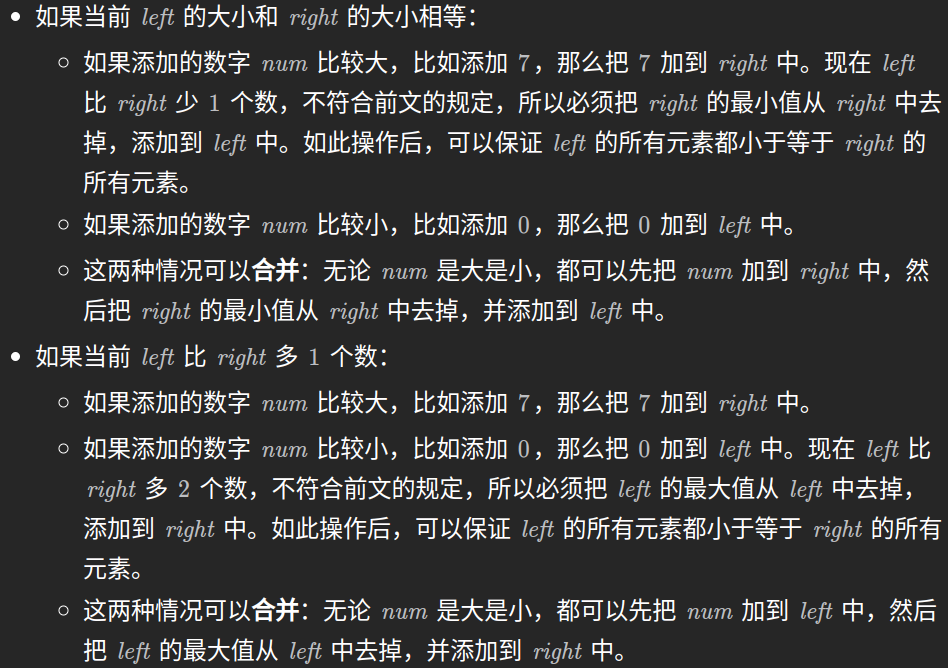 • 如果当前 left 的大小和 right 的大小相等：
◦ 如果添加的数字 num 比较大，比如添加 7，那么把 7 加到 right 中。现在 left
比 right 少 1 个数，不符合前文的规定，所以必须把 right 的最小值从 right 中去
掉，添加到 left 中。如此操作后，可以保证 left 的所有元素都小于等于 right 的
所有元素。
◦ 如果添加的数字 num 比较小，比如添加 0，那么把 0 加到 left 中。
◦ 这两种情况可以合并：无论 num 是大是小，都可以先把 num 加到 right 中，然
后把 right 的最小值从 right 中去掉，并添加到 left 中。
• 如果当前 left 比 right 多 1 个数：
◦ 如果添加的数字 num 比较大，比如添加 7，那么把 7 加到 right 中。
◦ 如果添加的数字 num 比较小，比如添加 0，那么把 0 加到 left 中。现在 left 比
right 多 2 个数，不符合前文的规定，所以必须把 left 的最大值从 left 中去掉，
添加到 right 中。如此操作后，可以保证 left 的所有元素都小于等于 right 的所有
元素。
◦ 这两种情况可以合并：无论 num 是大是小，都可以先把 num 加到 left 中，然后
把 left 的最大值从 left 中去掉，并添加到 right 中。